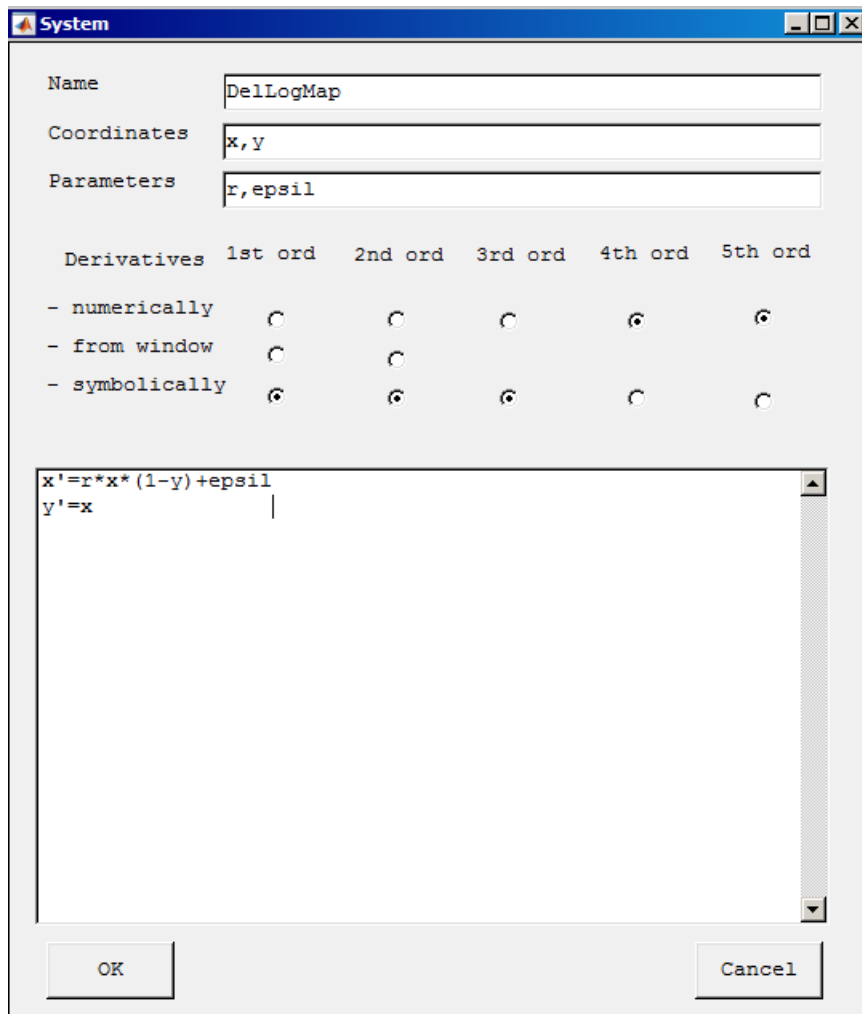 System
Name DelLogMap
Coordinates x,y
Parameters r,epsil
Derivatives 1st ord 2nd ord 3rd ord 4th ord 5th ord
- numerically
- from window
- symbolically
x'=r*x*(1-y)+epsil
y'=x
OK Cancel